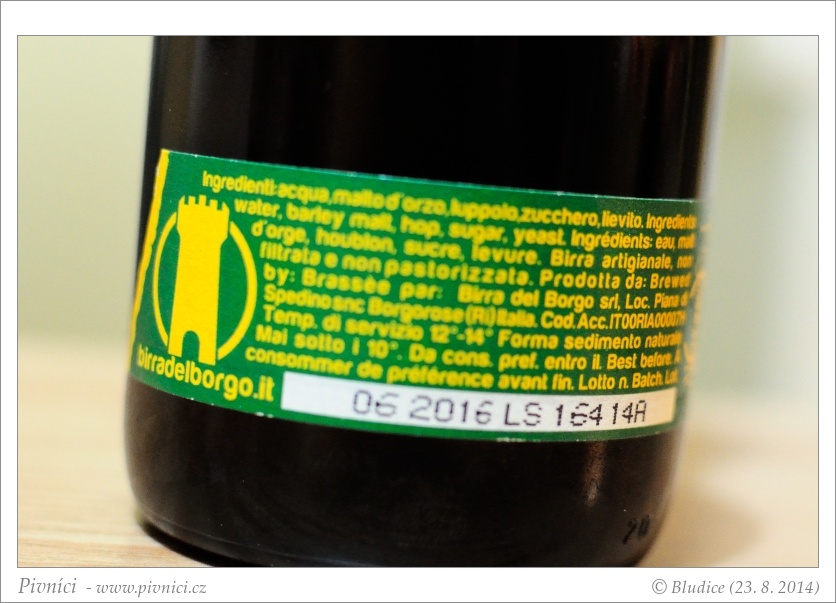 Ingredienti: acqua, malto d'orzo, luppolo, zucchero, lievito. Ingredients:
water, barley malt, hop, sugar, yeast. Ingrédients: eau, malt
d'orge, houblon, sucre, levure. Birra artigianale, non
filtrata e non pastorizzata. Prodotta da: Brewed
by: Brassée par: Birra del Borgo srl, Loc. Piana di
Spedino snc Borgorose (Ri) Italia. Cod. Acc. IT00RIA00007H
Temp. di servizio 12°-14° Forma sedimento naturale
Mai sotto i 10°. Da cons. pref. entro il. Best before. A
consommer de préférence avant fin. Lotto n. Batch. Lot
birradelborgo.it
06 2016 LS 164 14A
Pivníci - www.pivnici.cz
© Bludice (23. 8. 2014)